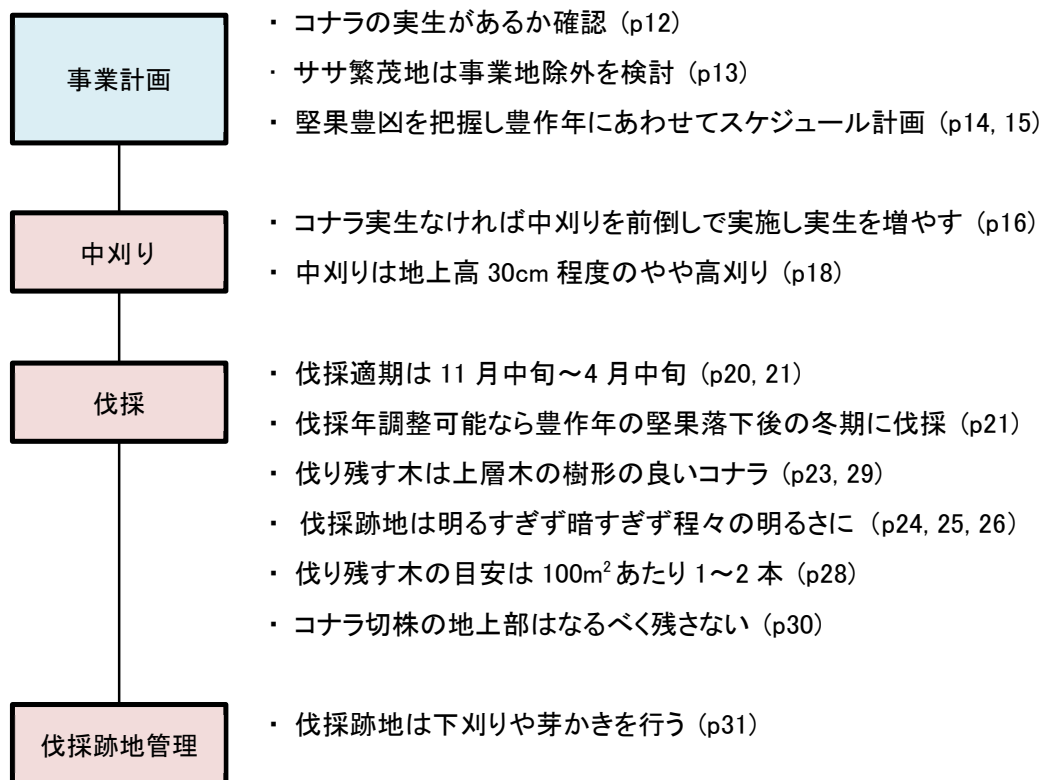 事業計画
・ コナラの実生があるか確認 (p12)
・ ササ繁茂地は事業地除外を検討 (p13)
・ 堅果豊凶を把握し豊作年にあわせてスケジュール計画 (p14, 15)
中刈り
・ コナラ実生なければ中刈りを前倒しで実施し実生を増やす (p16)
・ 中刈りは地上高 30cm 程度のやや高刈り (p18)
伐採
・ 伐採適期は 11 月中旬～4 月中旬 (p20, 21)
・ 伐採年調整可能なら豊作年の堅果落下後の冬期に伐採 (p21)
・ 伐り残す木は上層木の樹形の良いコナラ (p23, 29)
・ 伐採跡地は明るすぎず暗すぎず程々の明るさに (p24, 25, 26)
・ 伐り残す木の目安は 100m²あたり 1～2 本 (p28)
・ コナラ切株の地上部はなるべく残さない (p30)
伐採跡地管理
・ 伐採跡地は下刈りや芽かきを行う (p31)